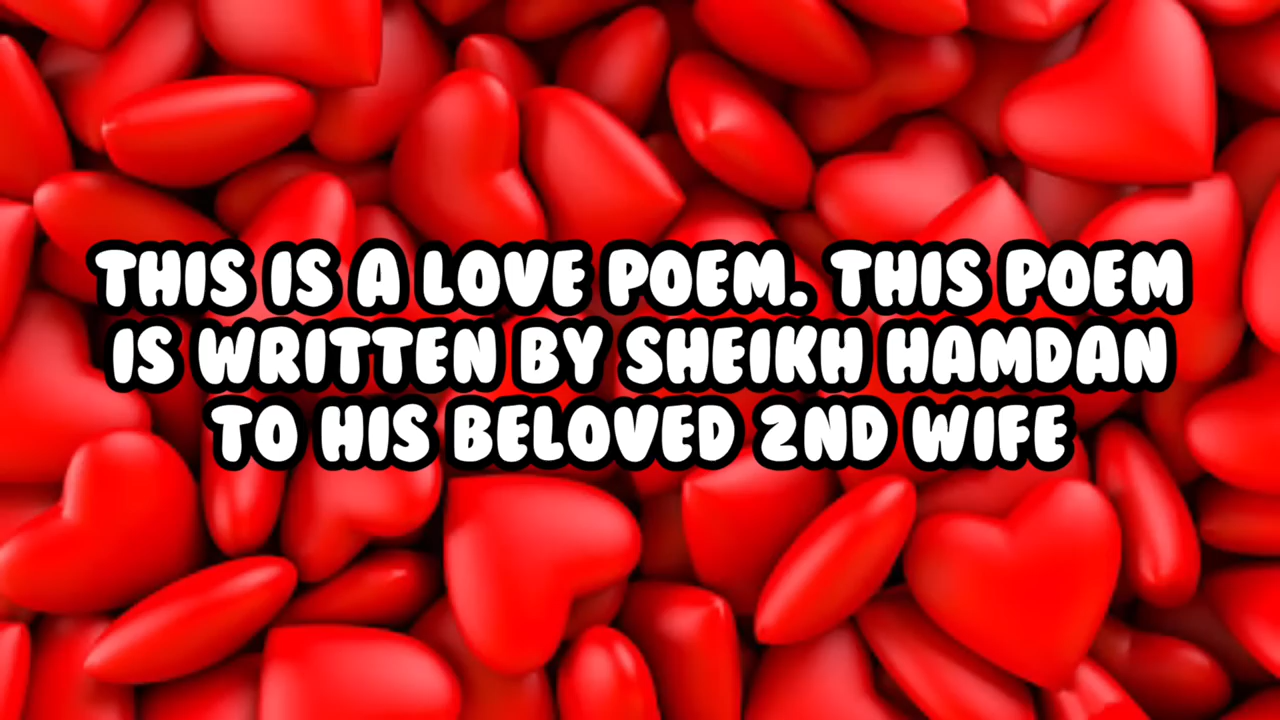 THIS IS A LOVE POEM. THIS POEM
IS WRITTEN BY SHEIKH HAMDAN
TO HIS BELOVED 2ND WIFE